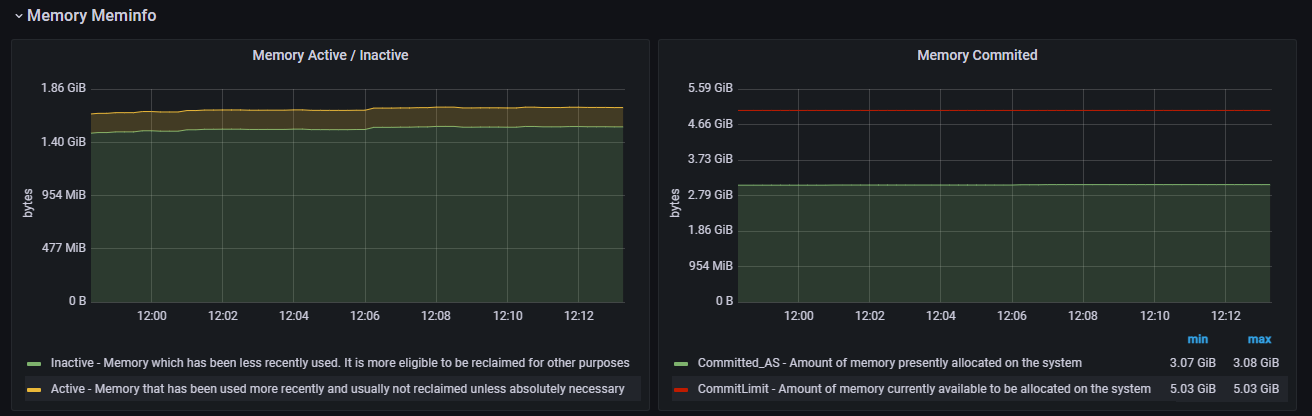 Memory Meminfo
Memory Active / Inactive
1.86 GiB
1.40 GiB
954 MiB
477 MiB
0 B
bytes
12:00 12:02 12:04 12:06 12:08 12:10 12:12
Inactive - Memory which has been less recently used. It is more eligible to be reclaimed for other purposes
Active - Memory that has been used more recently and usually not reclaimed unless absolutely necessary
Memory Commited
5.59 GiB
4.66 GiB
3.73 GiB
2.79 GiB
1.86 GiB
954 MiB
0 B
bytes
12:00 12:02 12:04 12:06 12:08 12:10 12:12
min max
Committed_AS - Amount of memory presently allocated on the system 3.07 GiB 3.08 GiB
CommitLimit - Amount of memory currently available to be allocated on the system 5.03 GiB 5.03 GiB